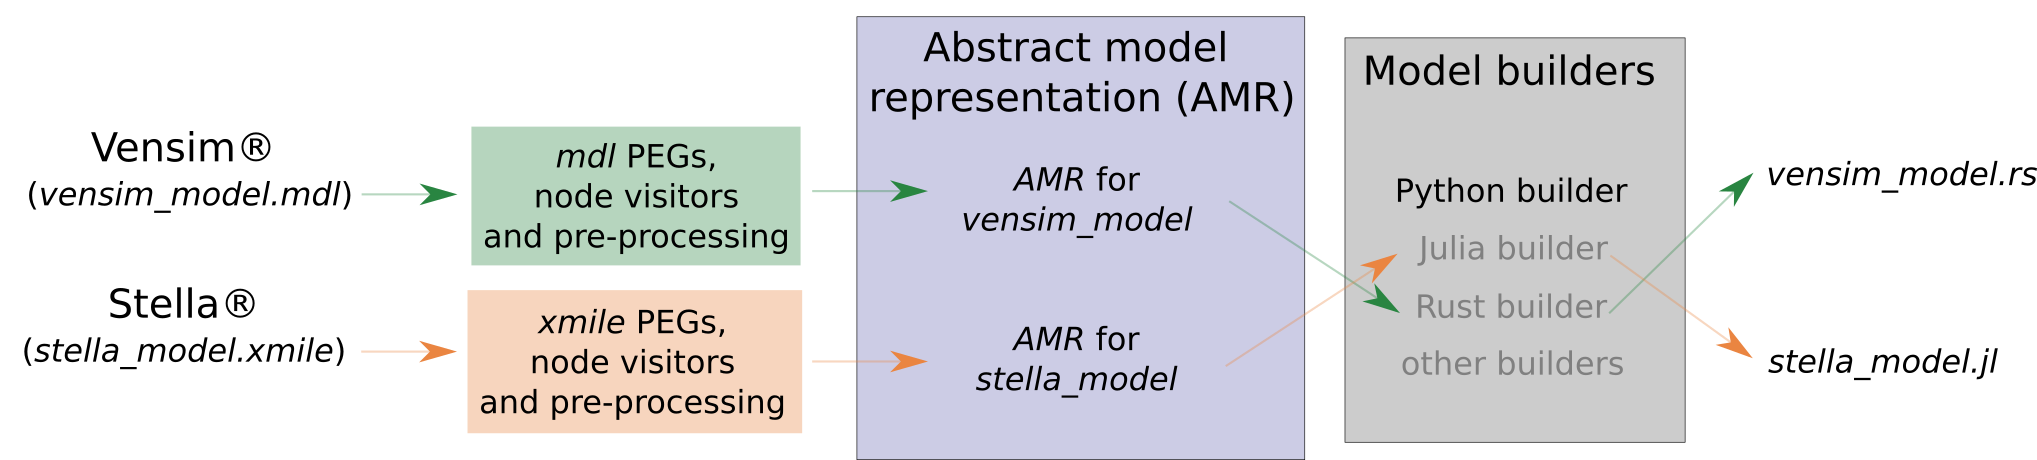 Vensim®
(vensim_model.mdl)
Stella®
(stella_model.xmile)
mdl PEGs,
node visitors
and pre-processing
xmile PEGs,
node visitors
and pre-processing
Abstract model
representation (AMR)
AMR for
vensim_model
AMR for
stella_model
Model builders
Python builder
Julia builder
Rust builder
other builders
vensim_model.rs
stella_model.jl